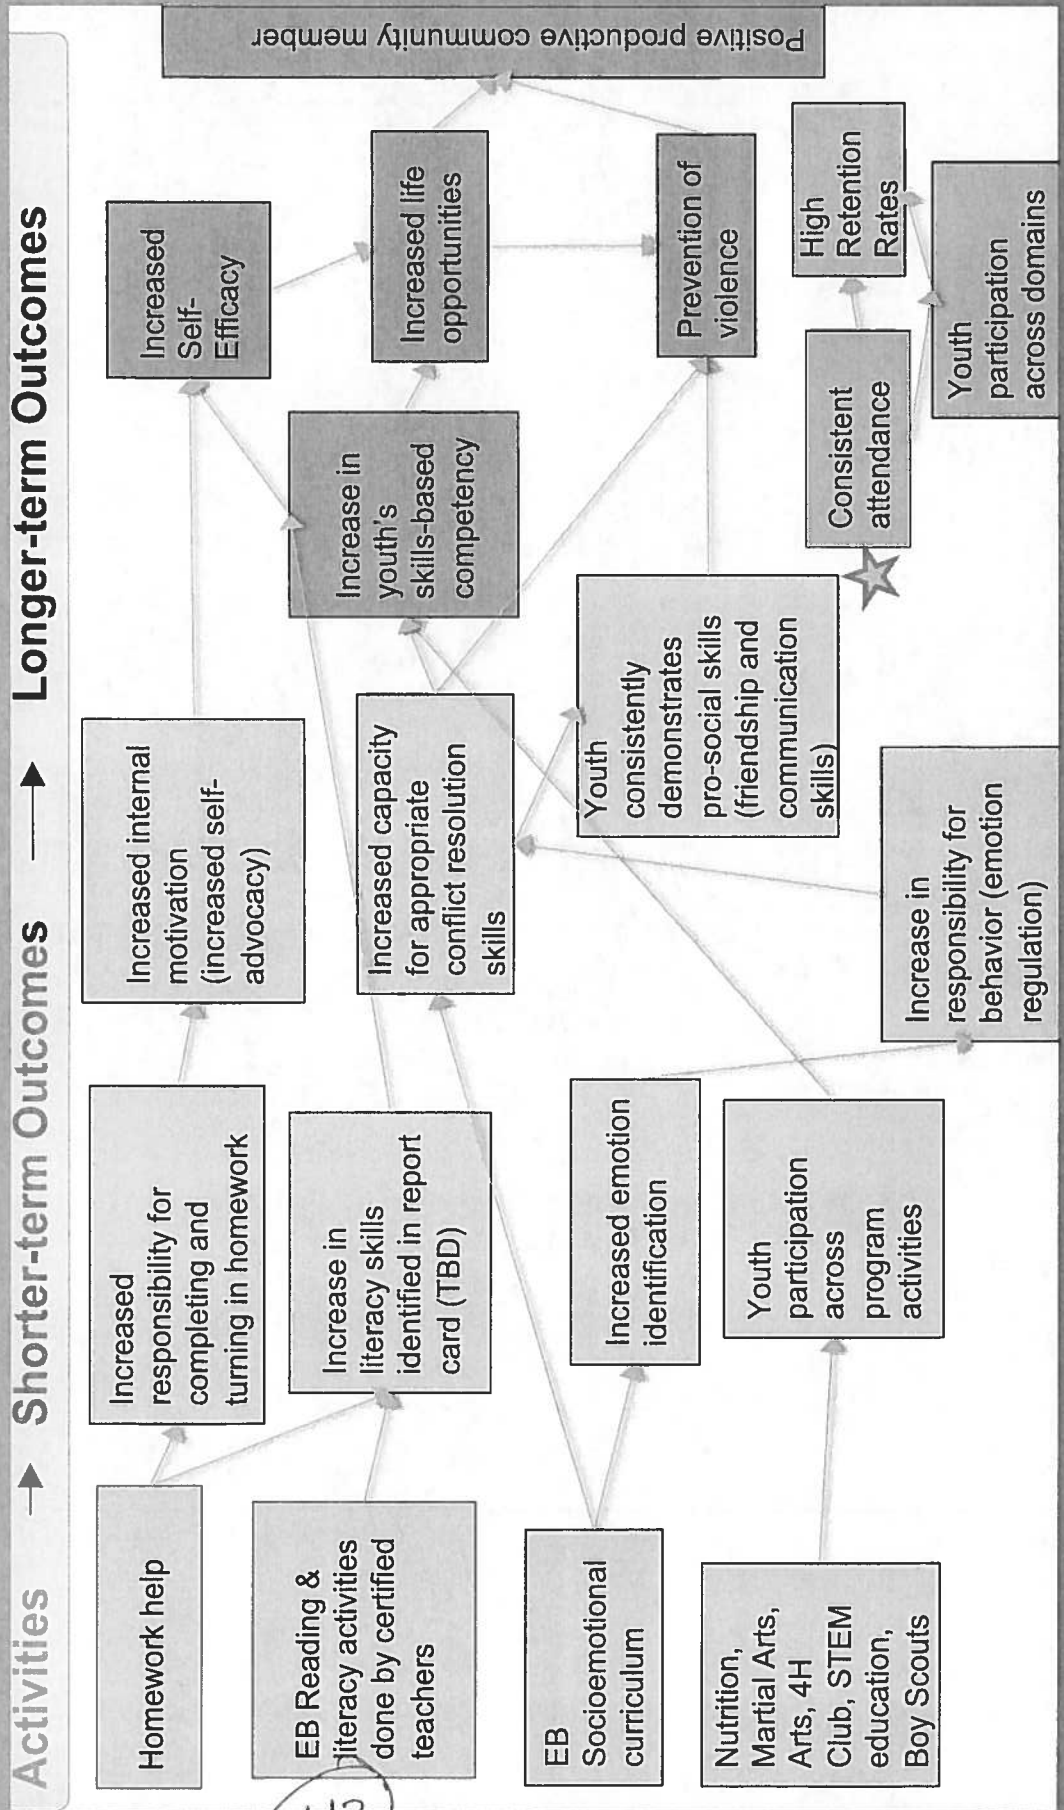 Activities → Shorter-term Outcomes → Longer-term Outcomes
Homework help
EB Reading &
literacy activities
done by certified
teachers
EB
Socioemotional
curriculum
Nutrition,
Martial Arts,
Arts, 4H
Club, STEM
education,
Boy Scouts
Increased
responsibility for
completing and
turning in homework
Increase in
literacy skills
identified in report
card (TBD)
Increased emotion
identification
Youth
participation
across
program
activities
Increased internal
motivation
(increased self-
advocacy)
Increased capacity
for appropriate
conflict resolution
skills
Youth
consistently
demonstrates
pro-social skills
(friendship and
communication
skills)
Increase in
responsibility for
behavior (emotion
regulation)
Increased
Self-
Efficacy
Increase in
youth's
skills-based
competency
Increased life
opportunities
Prevention of
violence
Consistent
attendance
High
Retention
Rates
Youth
participation
across domains
Positive productive community member